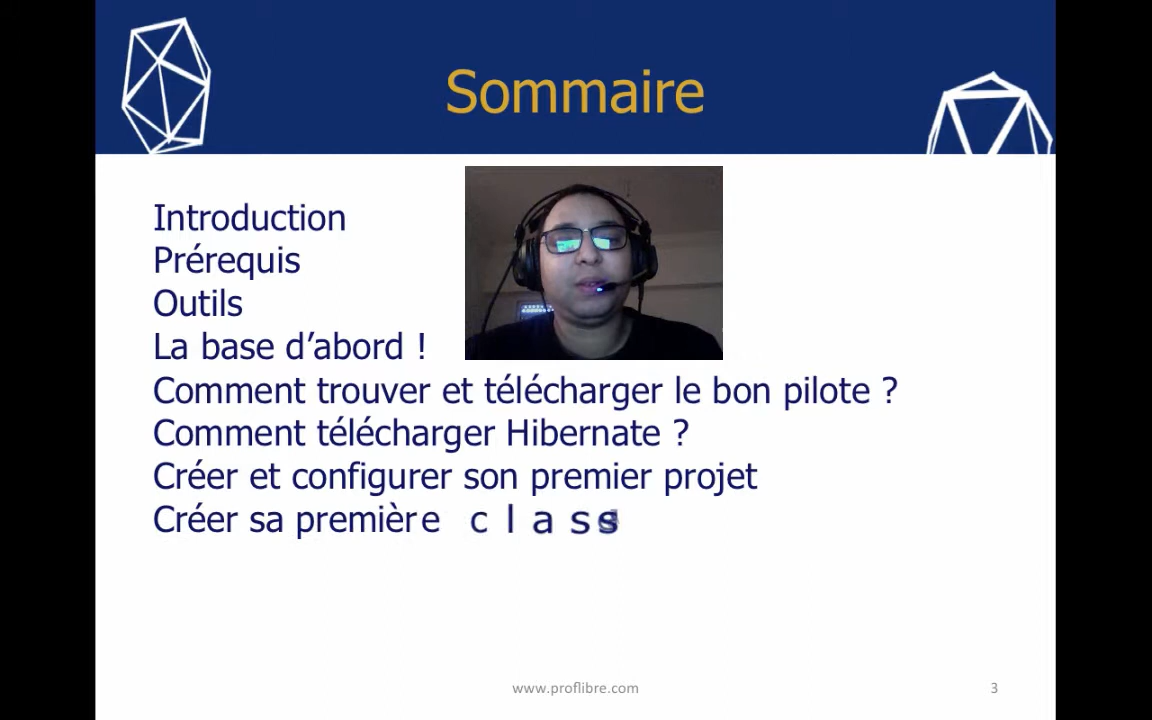 Sommaire
Introduction
Prérequis
Outils
La base d’abord !
Comment trouver et télécharger le bon pilote ?
Comment télécharger Hibernate ?
Créer et configurer son premier projet
Créer sa première class
www.proflibre.com
3